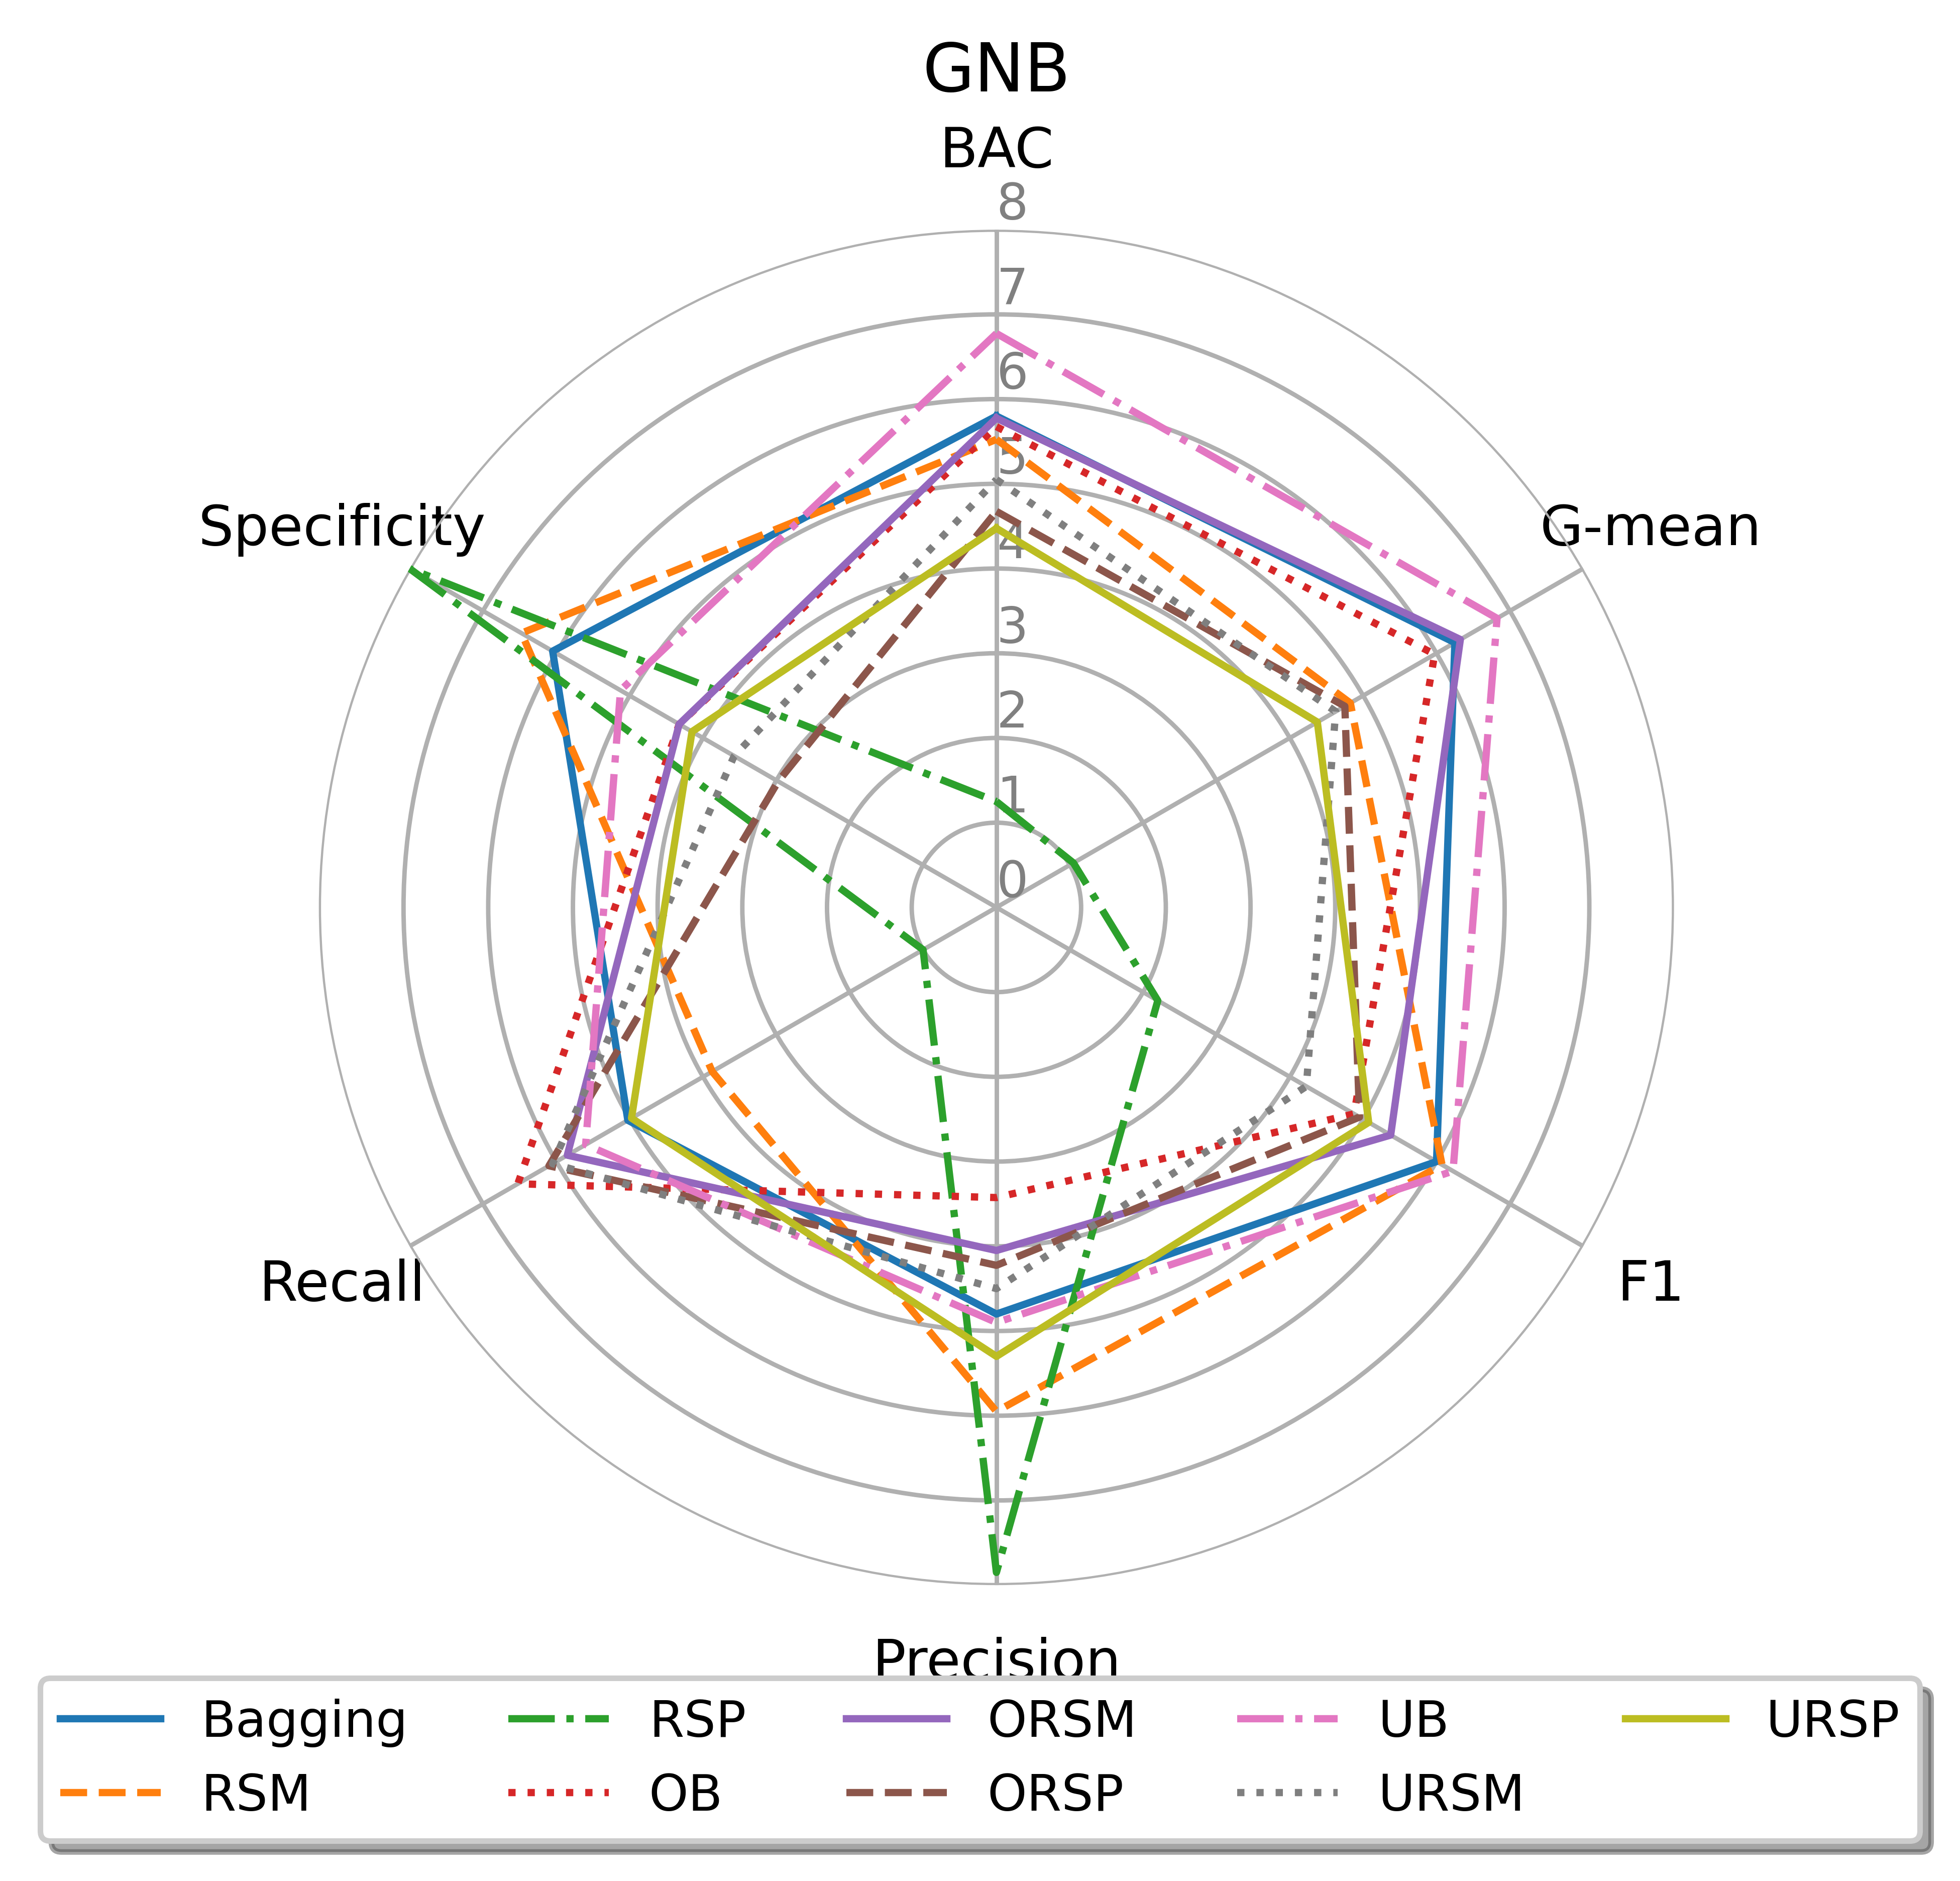 GNB
BAC
8
7
6
5
4
3
2
1
0
Specificity
G-mean
Recall
F1
Precision
Bagging RSP ORSM UB URSP
RSM OB ORSP URSM